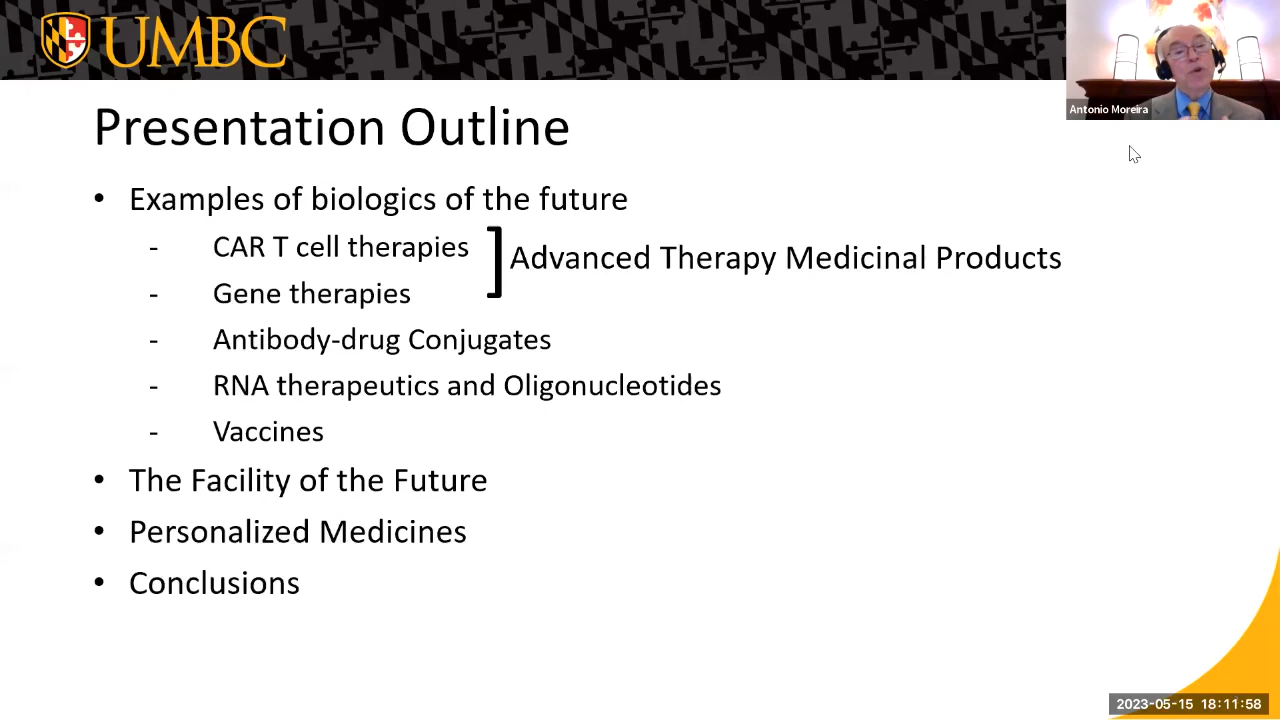 UMBC
Antonio Moreira
Presentation Outline
• Examples of biologics of the future
- CAR T cell therapies
] Advanced Therapy Medicinal Products
- Gene therapies
- Antibody-drug Conjugates
- RNA therapeutics and Oligonucleotides
- Vaccines
• The Facility of the Future
• Personalized Medicines
• Conclusions
2023-05-15 18:11:58